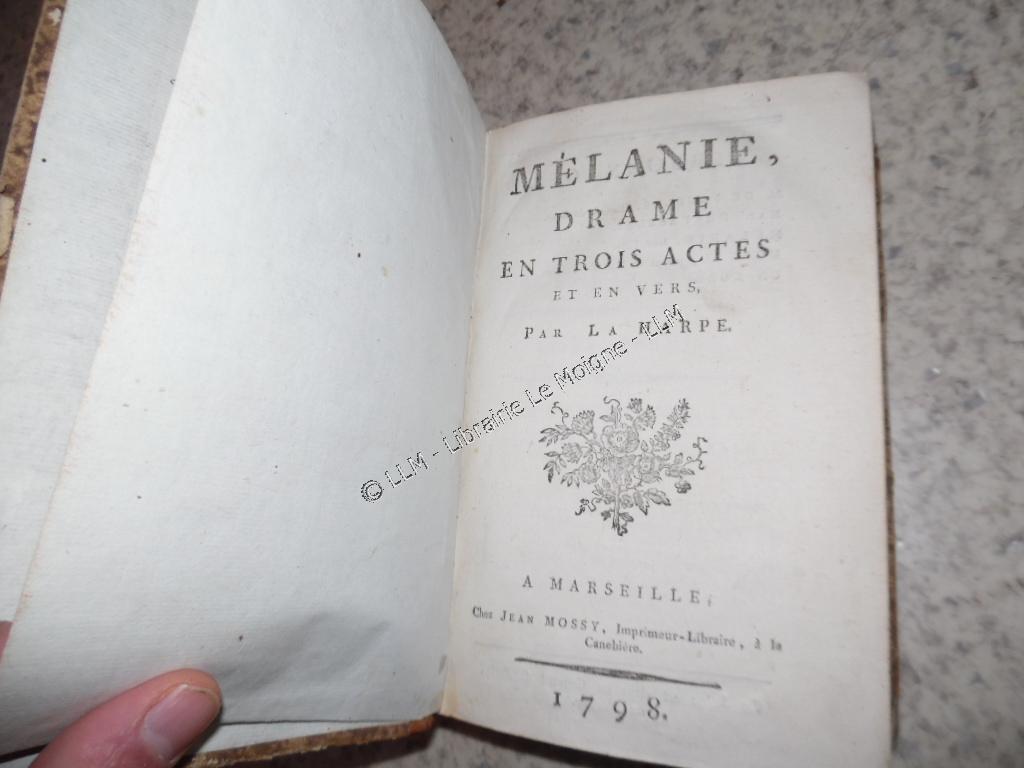 MÉLANIE,
DRAME
EN TROIS ACTES
ET EN VERS,
PAR LA HARPE.
© LLM - Librairie Le Moigne - LLM
A MARSEILLE,
Chez JEAN MOSSY, Imprimeur-Libraire, à la
Canebière.
1798.